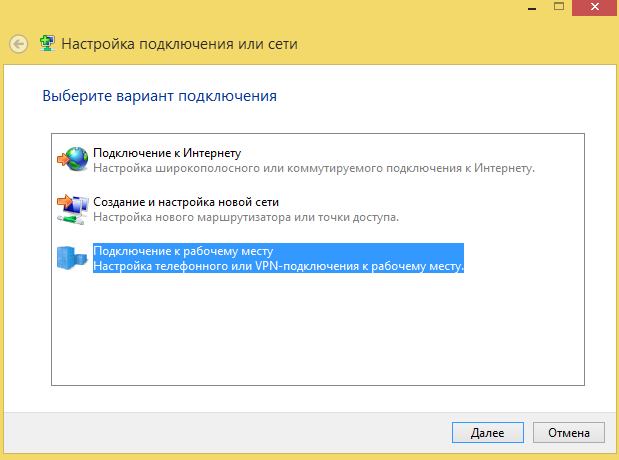 Настройка подключения или сети
Выберите вариант подключения
Подключение к Интернету
Настройка широкополосного или коммутируемого подключения к Интернету.
Создание и настройка новой сети
Настройка нового маршрутизатора или точки доступа.
Подключение к рабочему месту
Настройка телефонного или VPN-подключения к рабочему месту.
Далее
Отмена